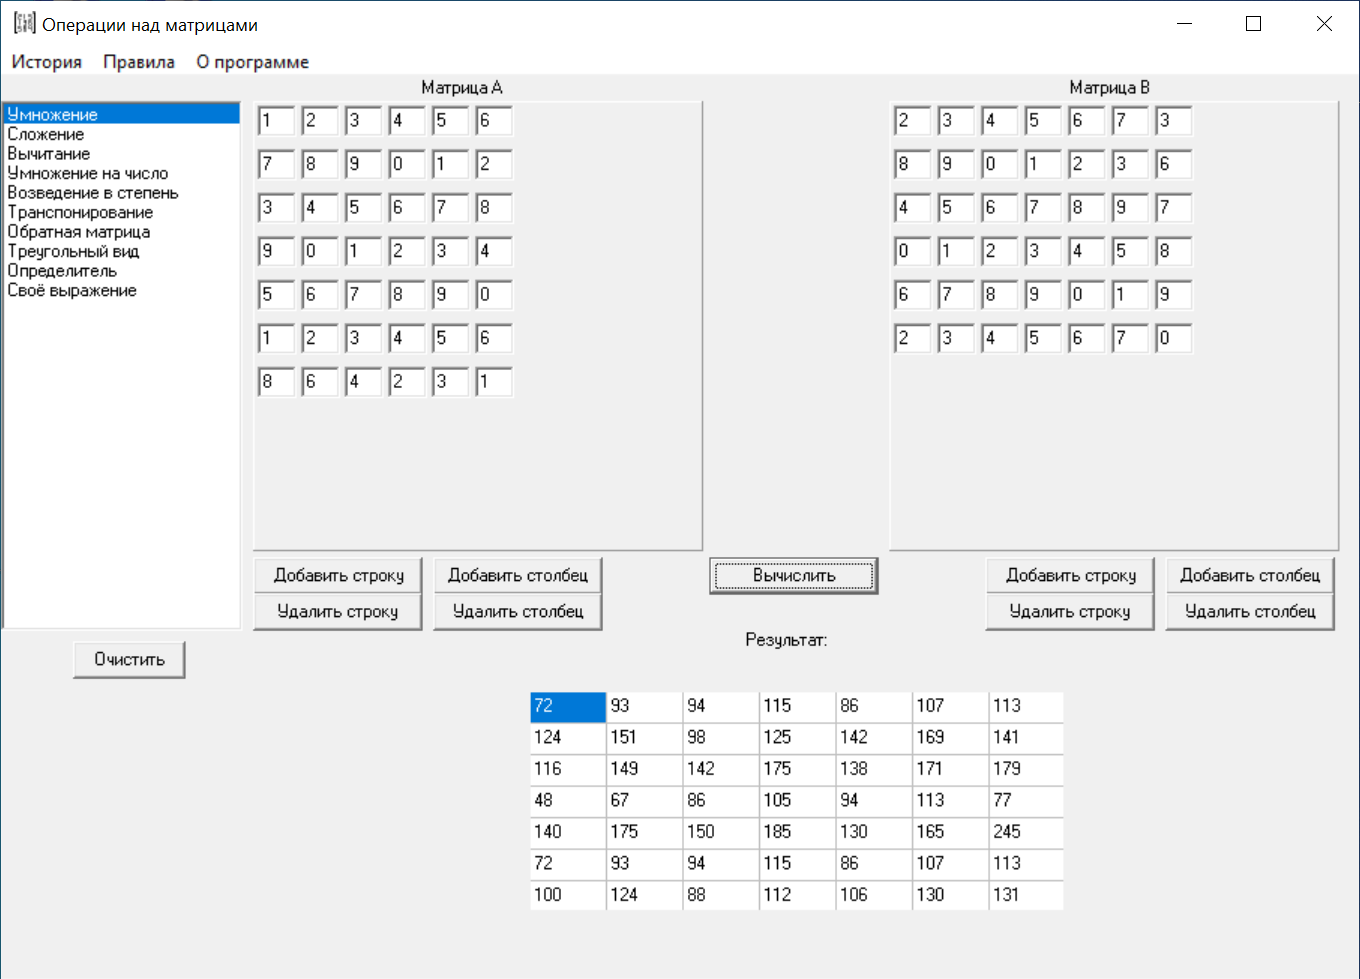 Операции над матрицами
История Правила О программе
Матрица А
Матрица В
Умножение
Сложение
Вычитание
Умножение на число
Возведение в степень
Транспонирование
Обратная матрица
Треугольный вид
Определитель
Своё выражение
1 2 3 4 5 6
7 8 9 0 1 2
3 4 5 6 7 8
9 0 1 2 3 4
5 6 7 8 9 0
1 2 3 4 5 6
8 6 4 2 3 1
2 3 4 5 6 7 3
8 9 0 1 2 3 6
4 5 6 7 8 9 7
0 1 2 3 4 5 8
6 7 8 9 0 1 9
2 3 4 5 6 7 0
Добавить строку Добавить столбец
Удалить строку Удалить столбец
Вычислить
Добавить строку Добавить столбец
Удалить строку Удалить столбец
Очистить
Результат:
72 93 94 115 86 107 113
124 151 98 125 142 169 141
116 149 142 175 138 171 179
48 67 86 105 94 113 77
140 175 150 185 130 165 245
72 93 94 115 86 107 113
100 124 88 112 106 130 131